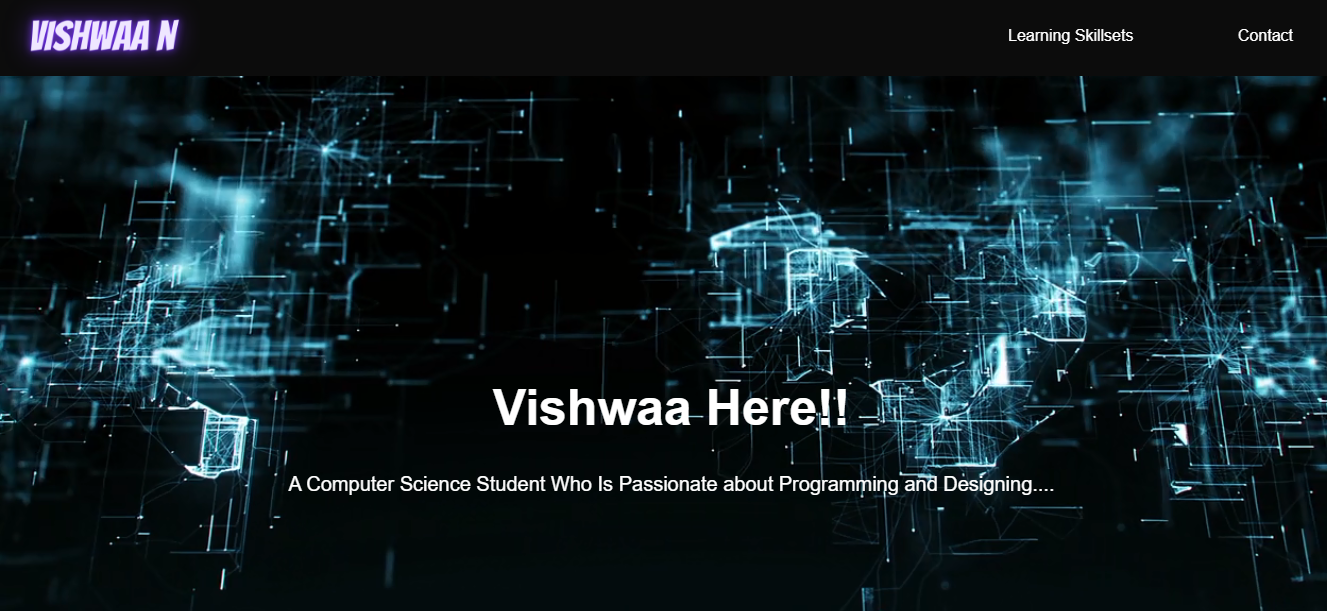 VISHWAA N
Learning Skillsets
Contact
Vishwaa Here!!
A Computer Science Student Who Is Passionate about Programming and Designing....